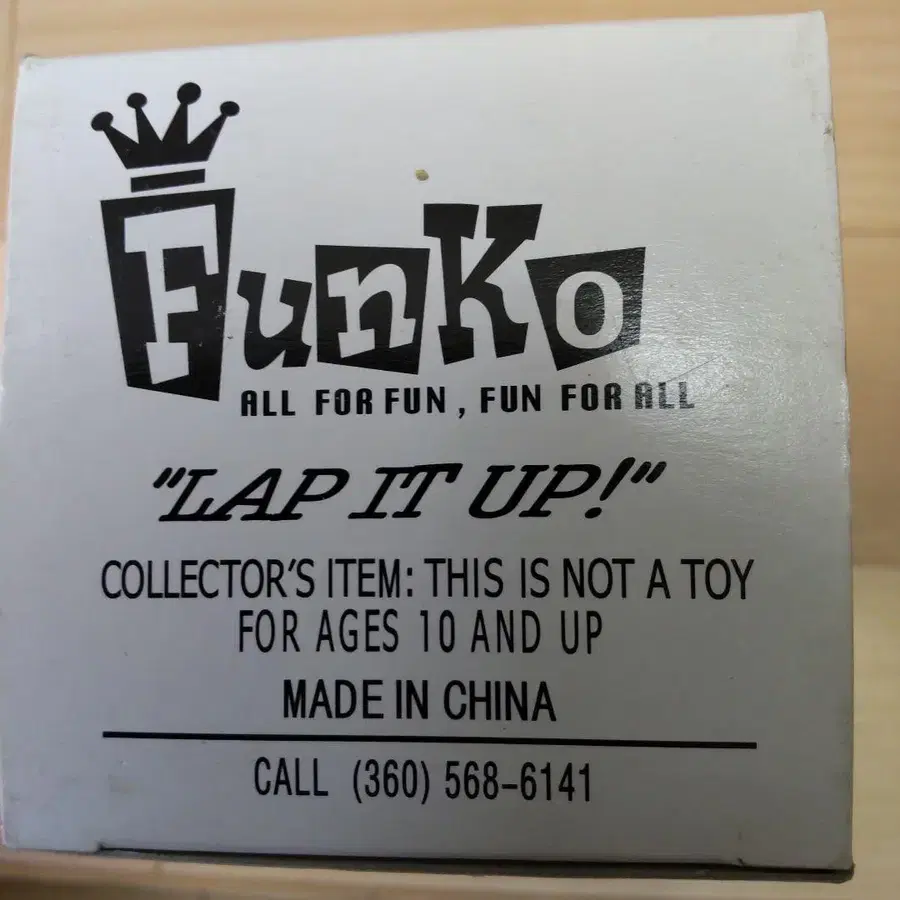 FunKo
ALL FOR FUN, FUN FOR ALL
"LAP IT UP!"
COLLECTOR'S ITEM: THIS IS NOT A TOY
FOR AGES 10 AND UP
MADE IN CHINA
CALL (360) 568-6141